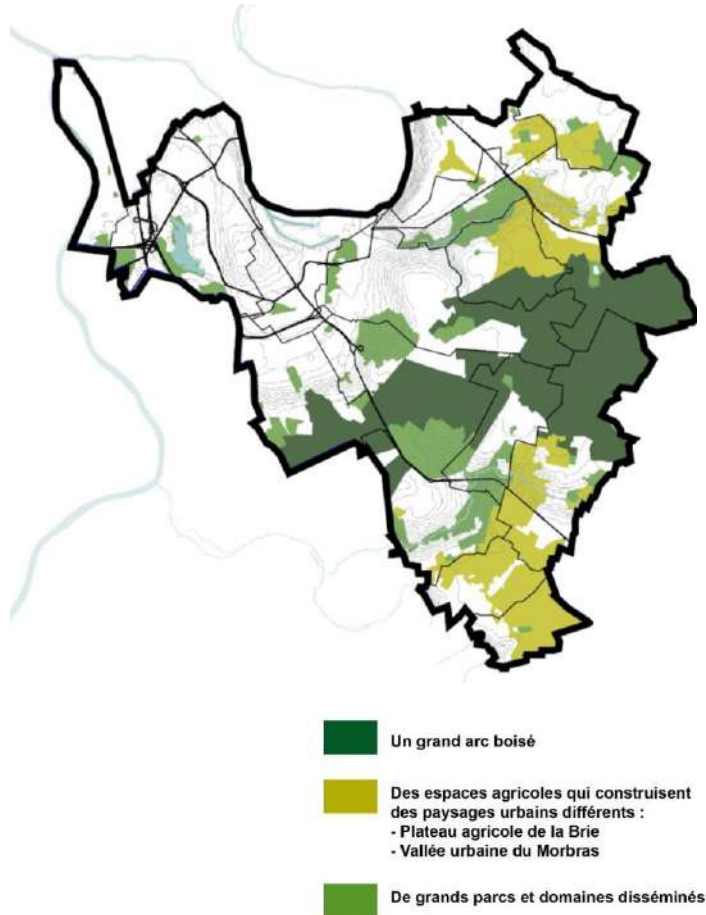 Un grand arc boisé
Des espaces agricoles qui construisent
des paysages urbains différents :
- Plateau agricole de la Brie
- Vallée urbaine du Morbras
De grands parcs et domaines disséminés